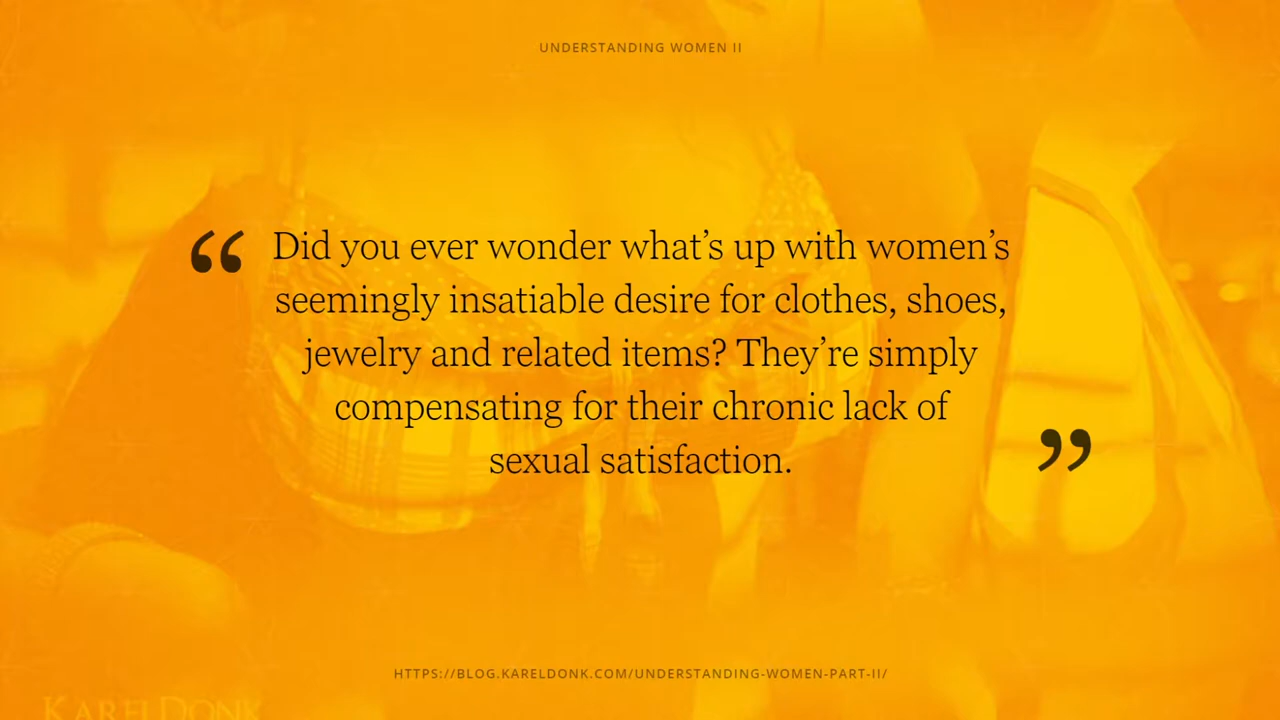 UNDERSTANDING WOMEN II
“Did you ever wonder what’s up with women’s
seemingly insatiable desire for clothes, shoes,
jewelry and related items? They’re simply
compensating for their chronic lack of
sexual satisfaction.”
HTTPS://BLOG.KARELDONK.COM/UNDERSTANDING-WOMEN-PART-II/
KARELDONK